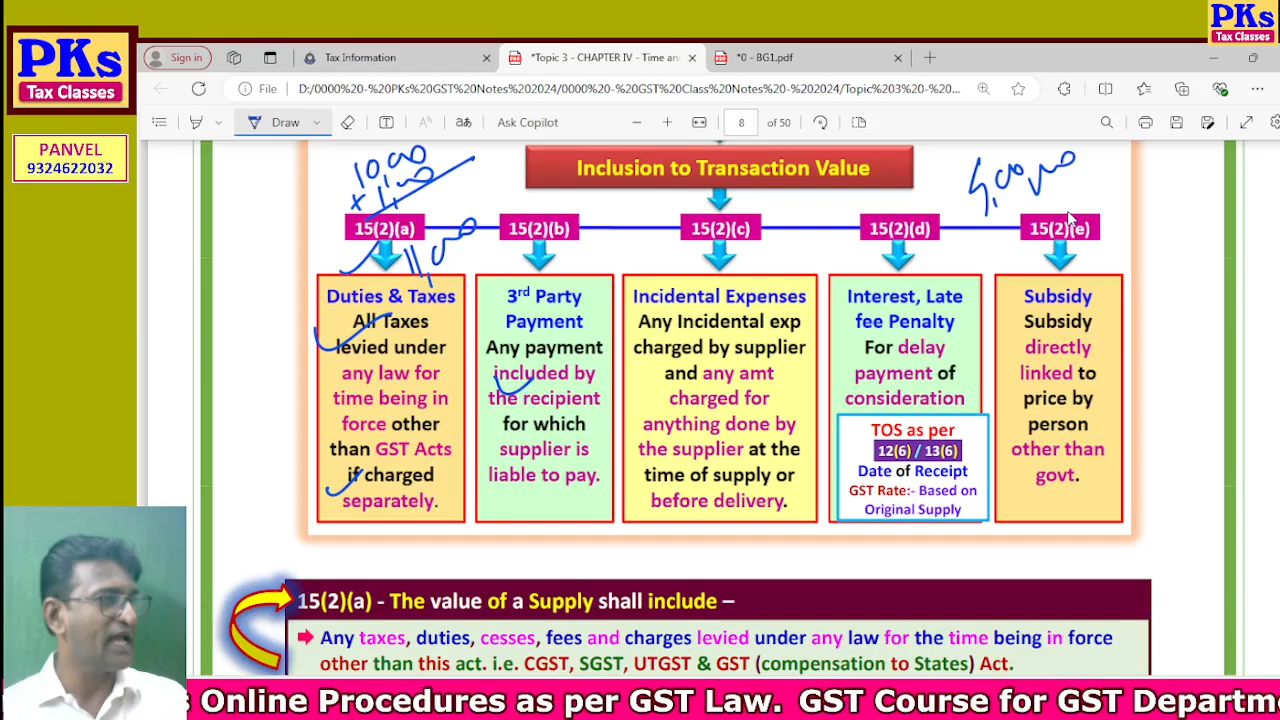 PKs
Tax Classes
PKs
Tax Classes
PANVEL
9324622032
Sign in
Tax Information
*Topic 3 - CHAPTER IV - Time an
*0 - BG1.pdf
File
D:/0000%20-%20PKs%20GST%20Notes%202024/0000%20-%20GST%20Class%20Notes%20-%202024/Topic%203%20-%20...
Draw
Ask Copilot
8 of 50
Inclusion to Transaction Value
15(2)(a)
15(2)(b)
15(2)(c)
15(2)(d)
15(2)(e)
Duties & Taxes
All Taxes
levied under
any law for
time being in
force other
than GST Acts
if charged
separately.
3rd Party
Payment
Any payment
included by
the recipient
for which
supplier is
liable to pay.
Incidental Expenses
Any Incidental exp
charged by supplier
and any amt
charged for
anything done by
the supplier at the
time of supply or
before delivery.
Interest, Late
fee Penalty
For delay
payment of
consideration
TOS as per
12(6) / 13(6)
Date of Receipt
GST Rate:- Based on
Original Supply
Subsidy
Subsidy
directly
linked to
price by
person
other than
govt.
15(2)(a) - The value of a Supply shall include –
Any taxes, duties, cesses, fees and charges levied under any law for the time being in force
other than this act. i.e. CGST, SGST, UTGST & GST (compensation to States) Act.
s Online Procedures as per GST Law. GST Course for GST Departme